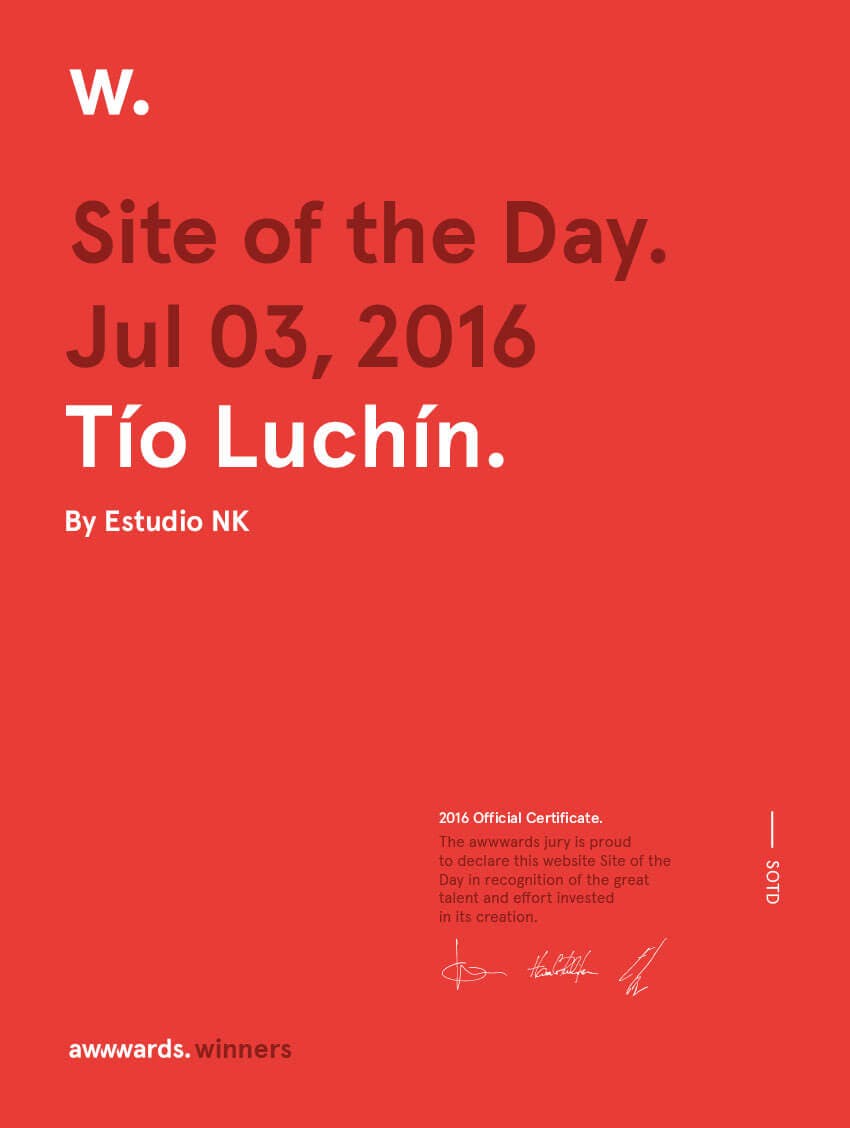 w.
Site of the Day.
Jul 03, 2016
Tío Luchín.
By Estudio NK
2016 Official Certificate.
The awwwards jury is proud
to declare this website Site of the
Day in recognition of the great
talent and effort invested
in its creation.
SOTD
awwwards.winners